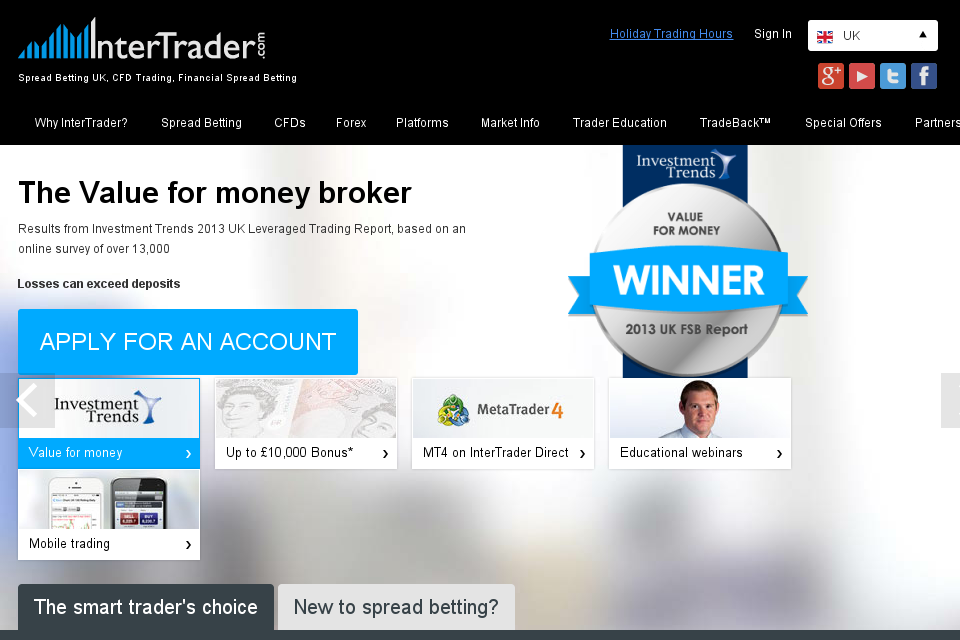 InterTrader.com
Spread Betting UK, CFD Trading, Financial Spread Betting
Holiday Trading Hours
Sign In
UK
Why InterTrader?
Spread Betting
CFDs
Forex
Platforms
Market Info
Trader Education
TradeBack™
Special Offers
Partners
The Value for money broker
Results from Investment Trends 2013 UK Leveraged Trading Report, based on an
online survey of over 13,000
Losses can exceed deposits
APPLY FOR AN ACCOUNT
Investment
Trends
VALUE
FOR MONEY
WINNER
2013 UK FSB Report
Investment
Trends
Value for money
Up to £10,000 Bonus*
MetaTrader 4
MT4 on InterTrader Direct
Educational webinars
SELL
BUY
Mobile trading
The smart trader's choice
New to spread betting?